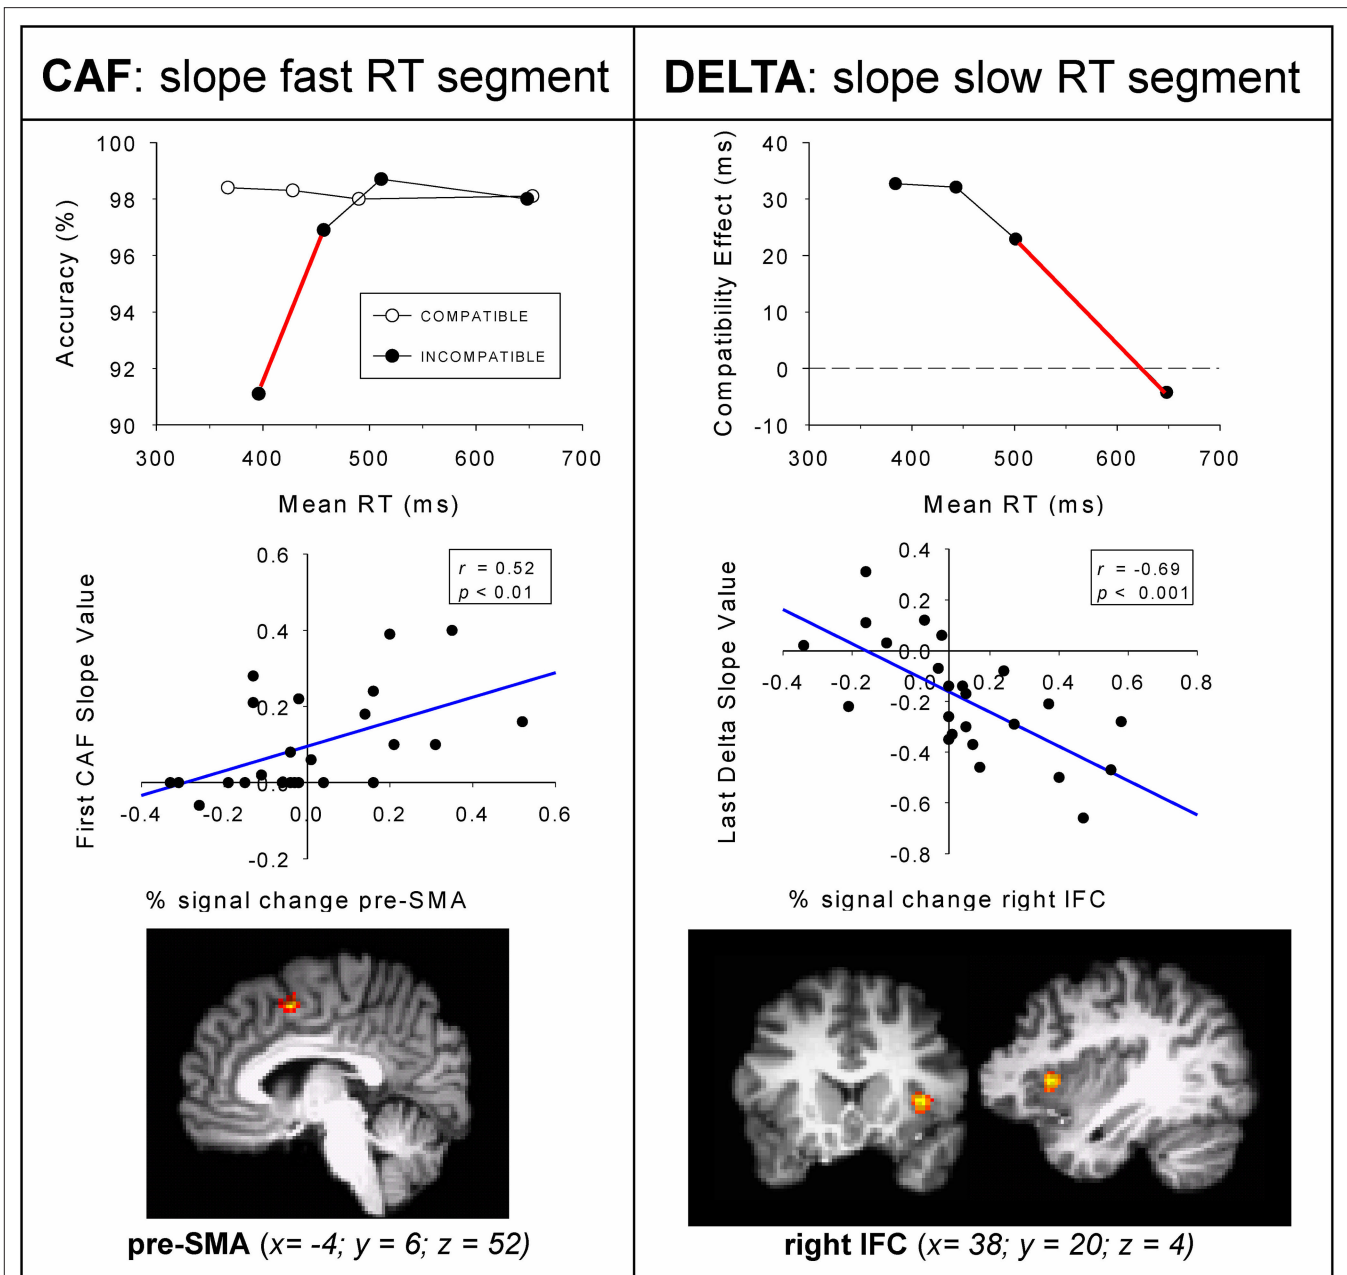 CAF: slope fast RT segment
DELTA: slope slow RT segment
Accuracy (%)
100
98
96
94
92
90
COMPATIBLE
INCOMPATIBLE
300 400 500 600 700
Mean RT (ms)
Compatibility Effect (ms)
40
30
20
10
0
-10
300 400 500 600 700
Mean RT (ms)
First CAF Slope Value
0.6
0.4
0.2
-0.2
r = 0.52
p < 0.01
-0.4 -0.2 0.0 0.2 0.4 0.6
% signal change pre-SMA
Last Delta Slope Value
0.4
0.2
0.0
-0.2
-0.4
-0.6
-0.8
r = -0.69
p < 0.001
-0.4 -0.2 0.0 0.2 0.4 0.6 0.8
% signal change right IFC
pre-SMA (x= -4; y = 6; z = 52)
right IFC (x= 38; y = 20; z = 4)